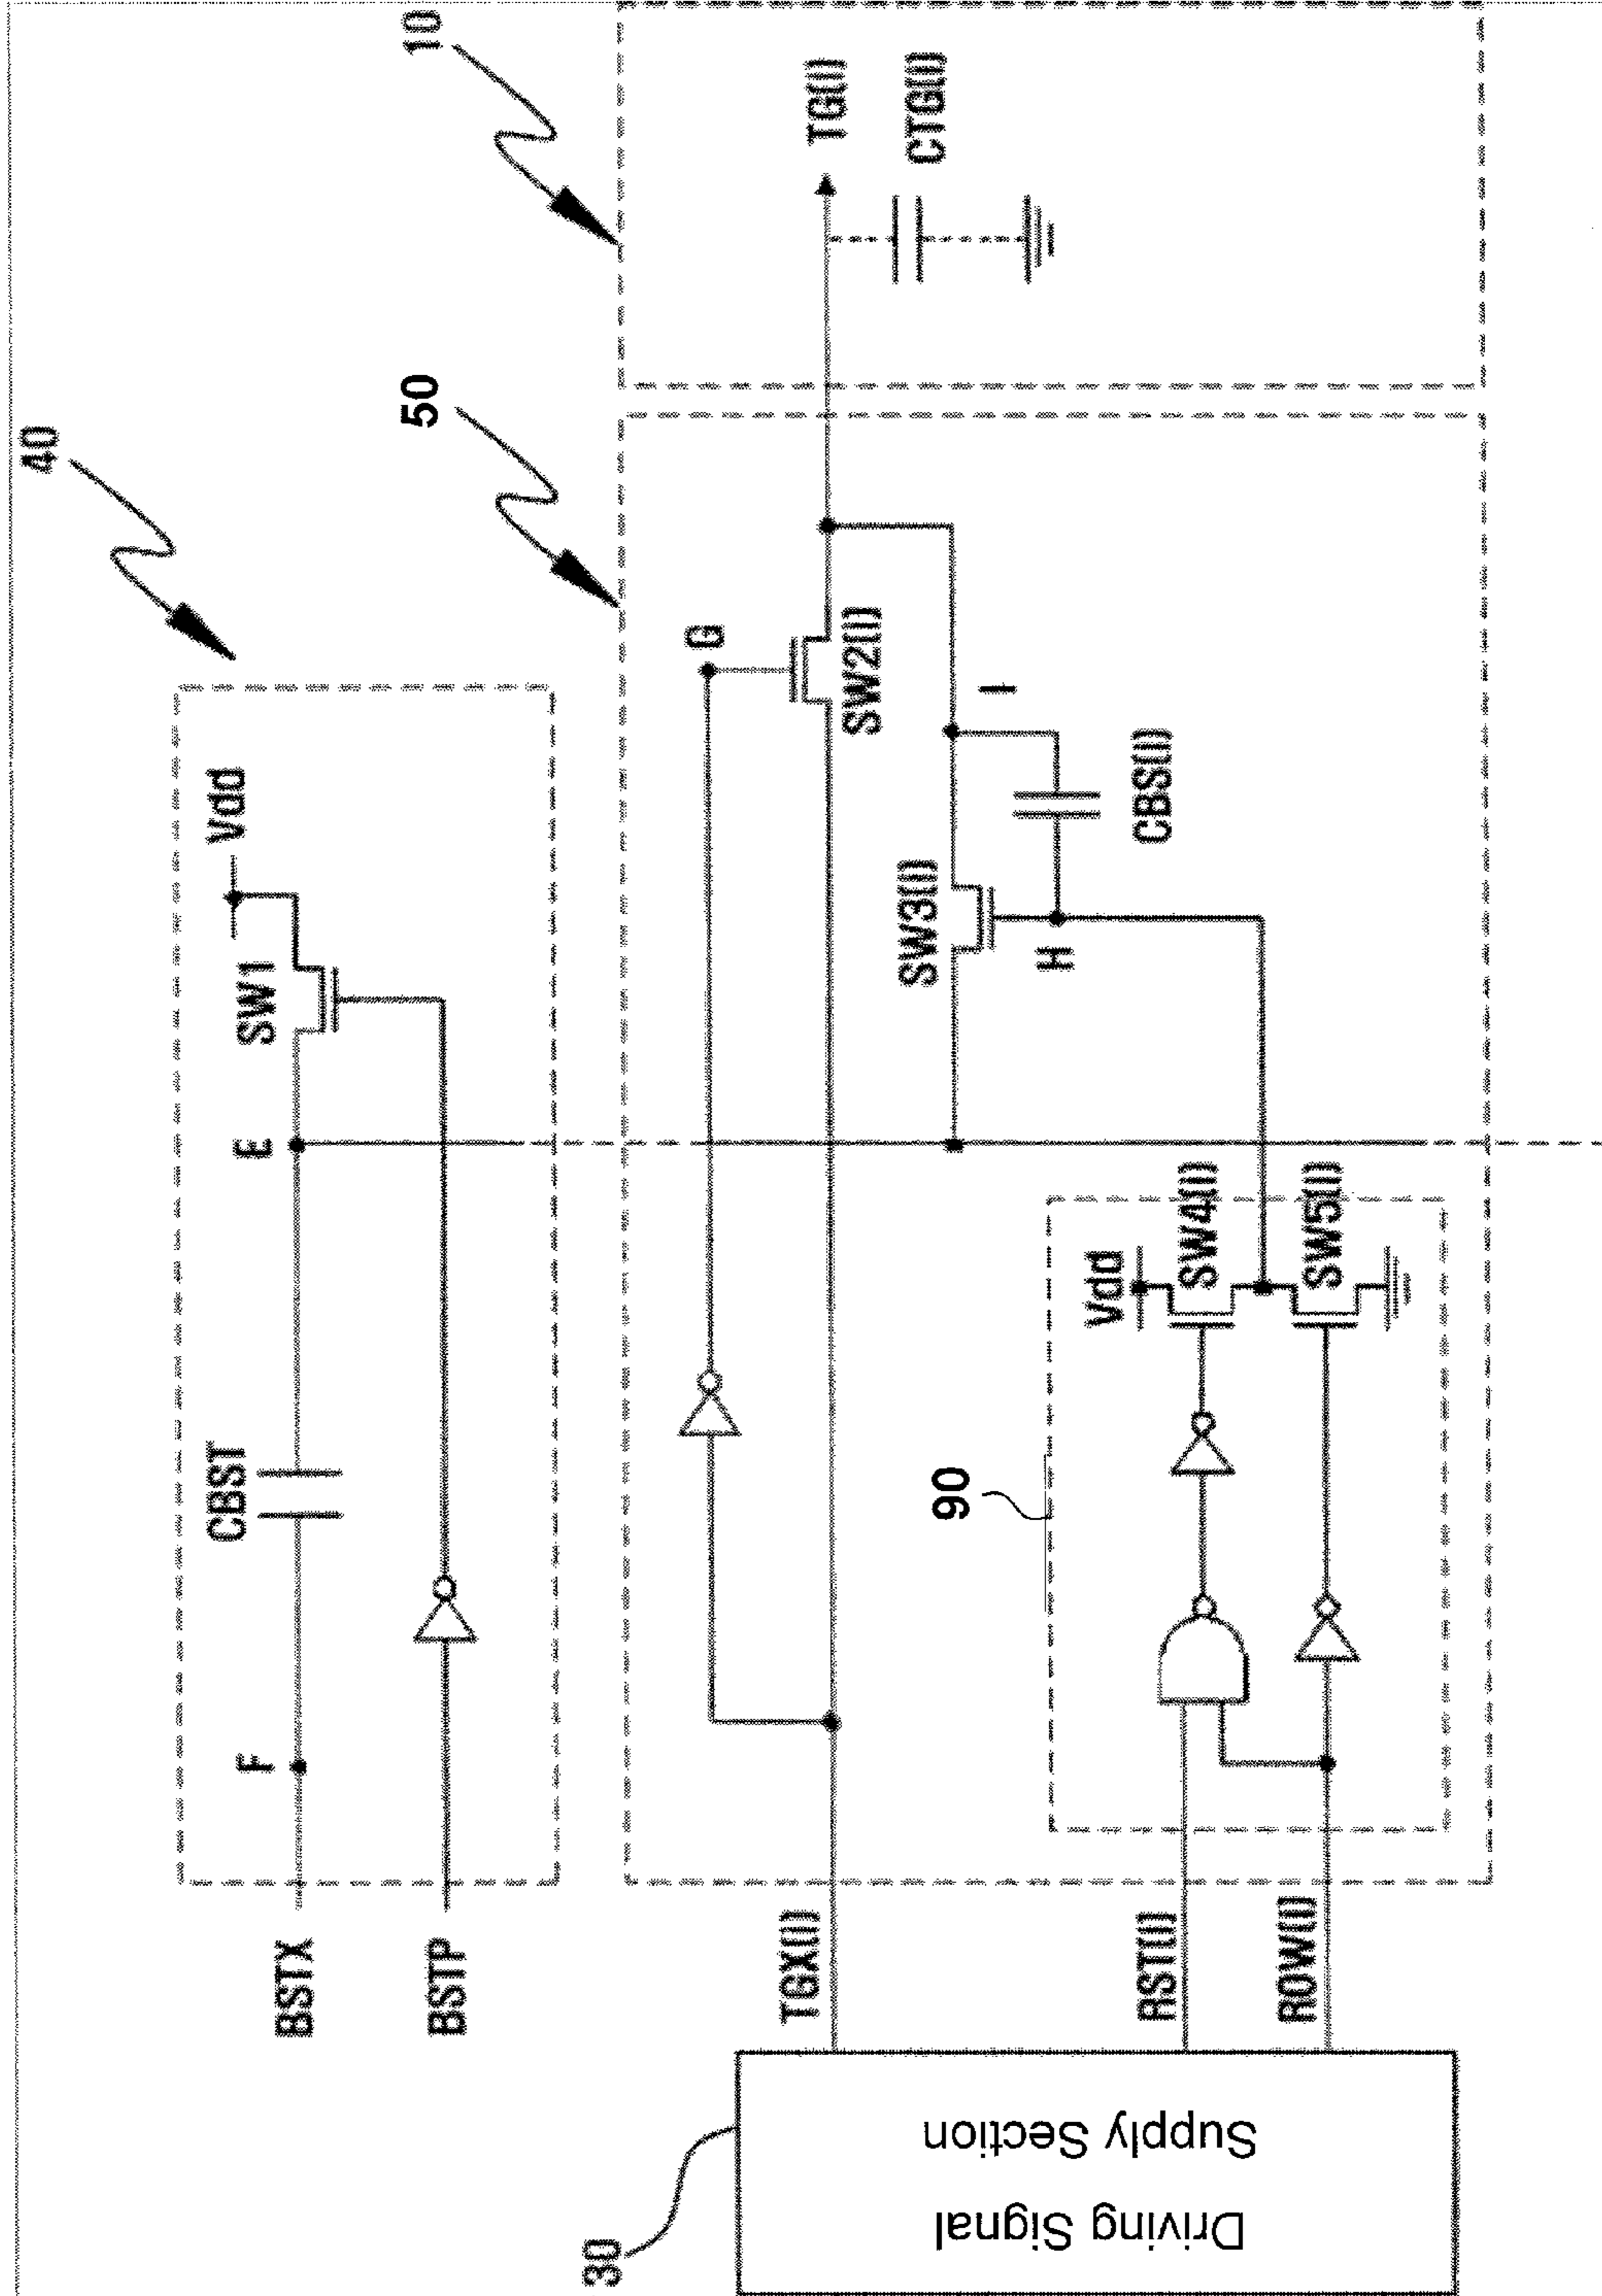 40
Vdd
SW1
E
CBST
F
BSTX
BSTP
10
50
TG(I)
CTG(I)
G
SW2(I)
I
CBS(I)
SW3(I)
H
90
Vdd
SW4(I)
SW5(I)
TGX(I)
RST(I)
ROW(I)
30
Driving Signal
Supply Section